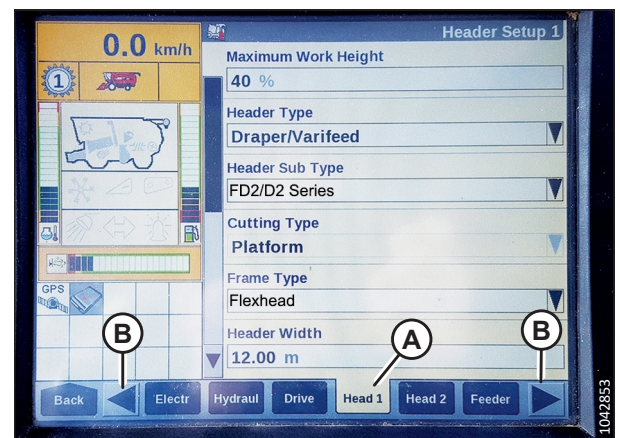 0.0 km/h
Header Setup 1
1
Maximum Work Height
40 %
Header Type
Draper/Varifeed
Header Sub Type
FD2/D2 Series
Cutting Type
Platform
Frame Type
Flexhead
GPS
Header Width
12.00 m
B
A
B
Back
Electr
Hydraul
Drive
Head 1
Head 2
Feeder
1042853